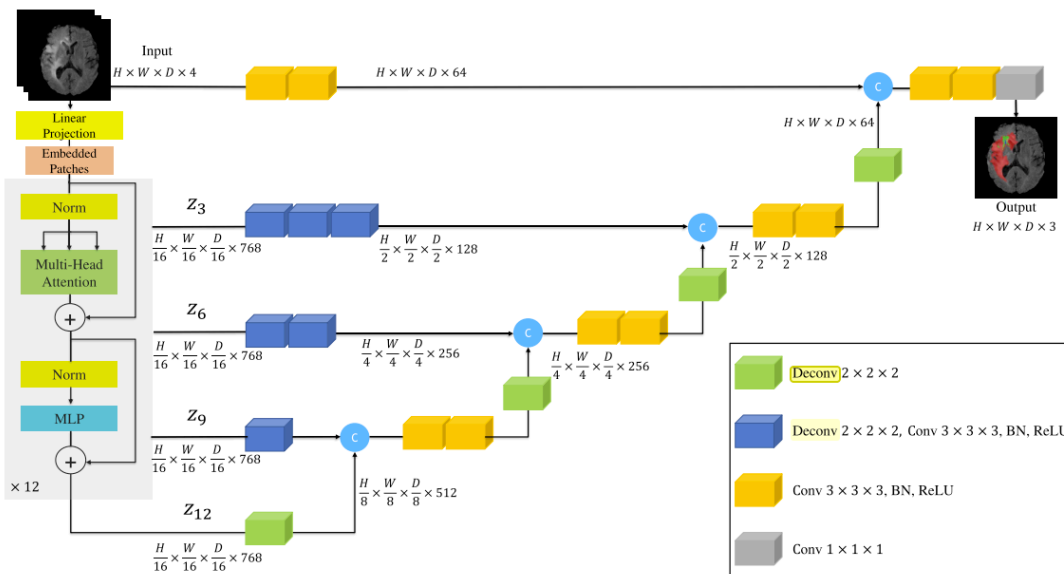 Input
H × W × D × 4
H × W × D × 64
C
H × W × D × 64
Linear
Projection
Embedded
Patches
Norm
Multi-Head
Attention
+
Norm
MLP
+
× 12
Z3
H/16 × W/16 × D/16 × 768
H/2 × W/2 × D/2 × 128
C
H/2 × W/2 × D/2 × 128
Z6
H/16 × W/16 × D/16 × 768
H/4 × W/4 × D/4 × 256
C
H/4 × W/4 × D/4 × 256
Z9
H/16 × W/16 × D/16 × 768
C
H/8 × W/8 × D/8 × 512
Z12
H/16 × W/16 × D/16 × 768
Output
H × W × D × 3
Deconv 2 × 2 × 2
Deconv 2 × 2 × 2, Conv 3 × 3 × 3, BN, ReLU
Conv 3 × 3 × 3, BN, ReLU
Conv 1 × 1 × 1